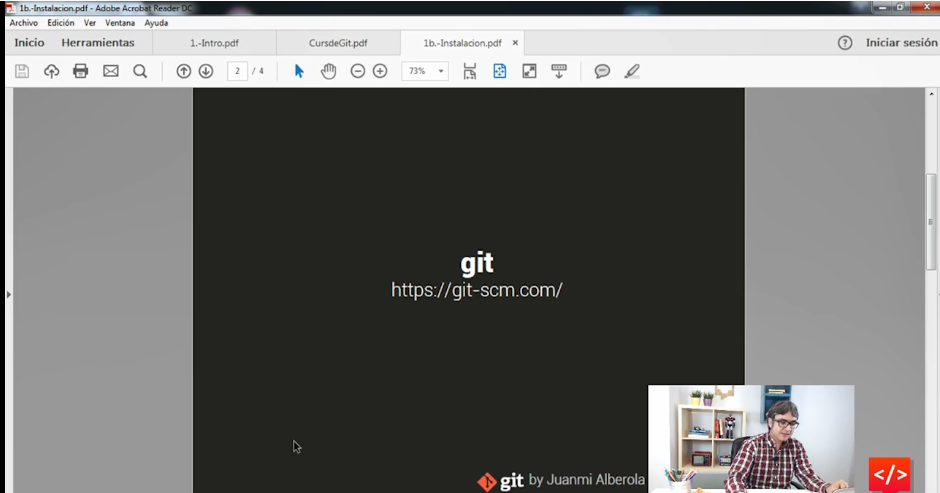 1b.-Instalacion.pdf - Adobe Acrobat Reader DC
Archivo Edición Ver Ventana Ayuda
Inicio Herramientas 1.-Intro.pdf CursdeGit.pdf 1b.-Instalacion.pdf × ? Iniciar sesión
2 / 4 73%
git
https://git-scm.com/
git by Juanmi Alberola
</>